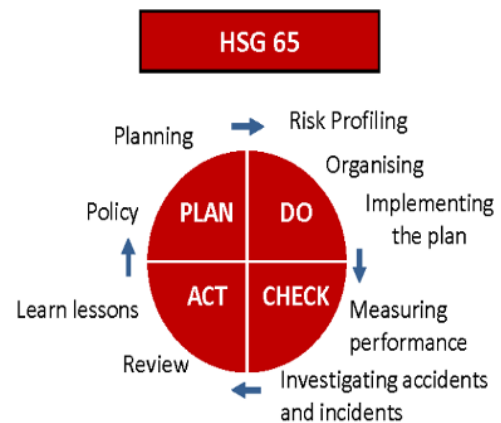 HSG 65
Planning
Risk Profiling
Organising
Policy
PLAN
DO
Implementing
the plan
Learn lessons
ACT
CHECK
Measuring
performance
Review
Investigating accidents
and incidents